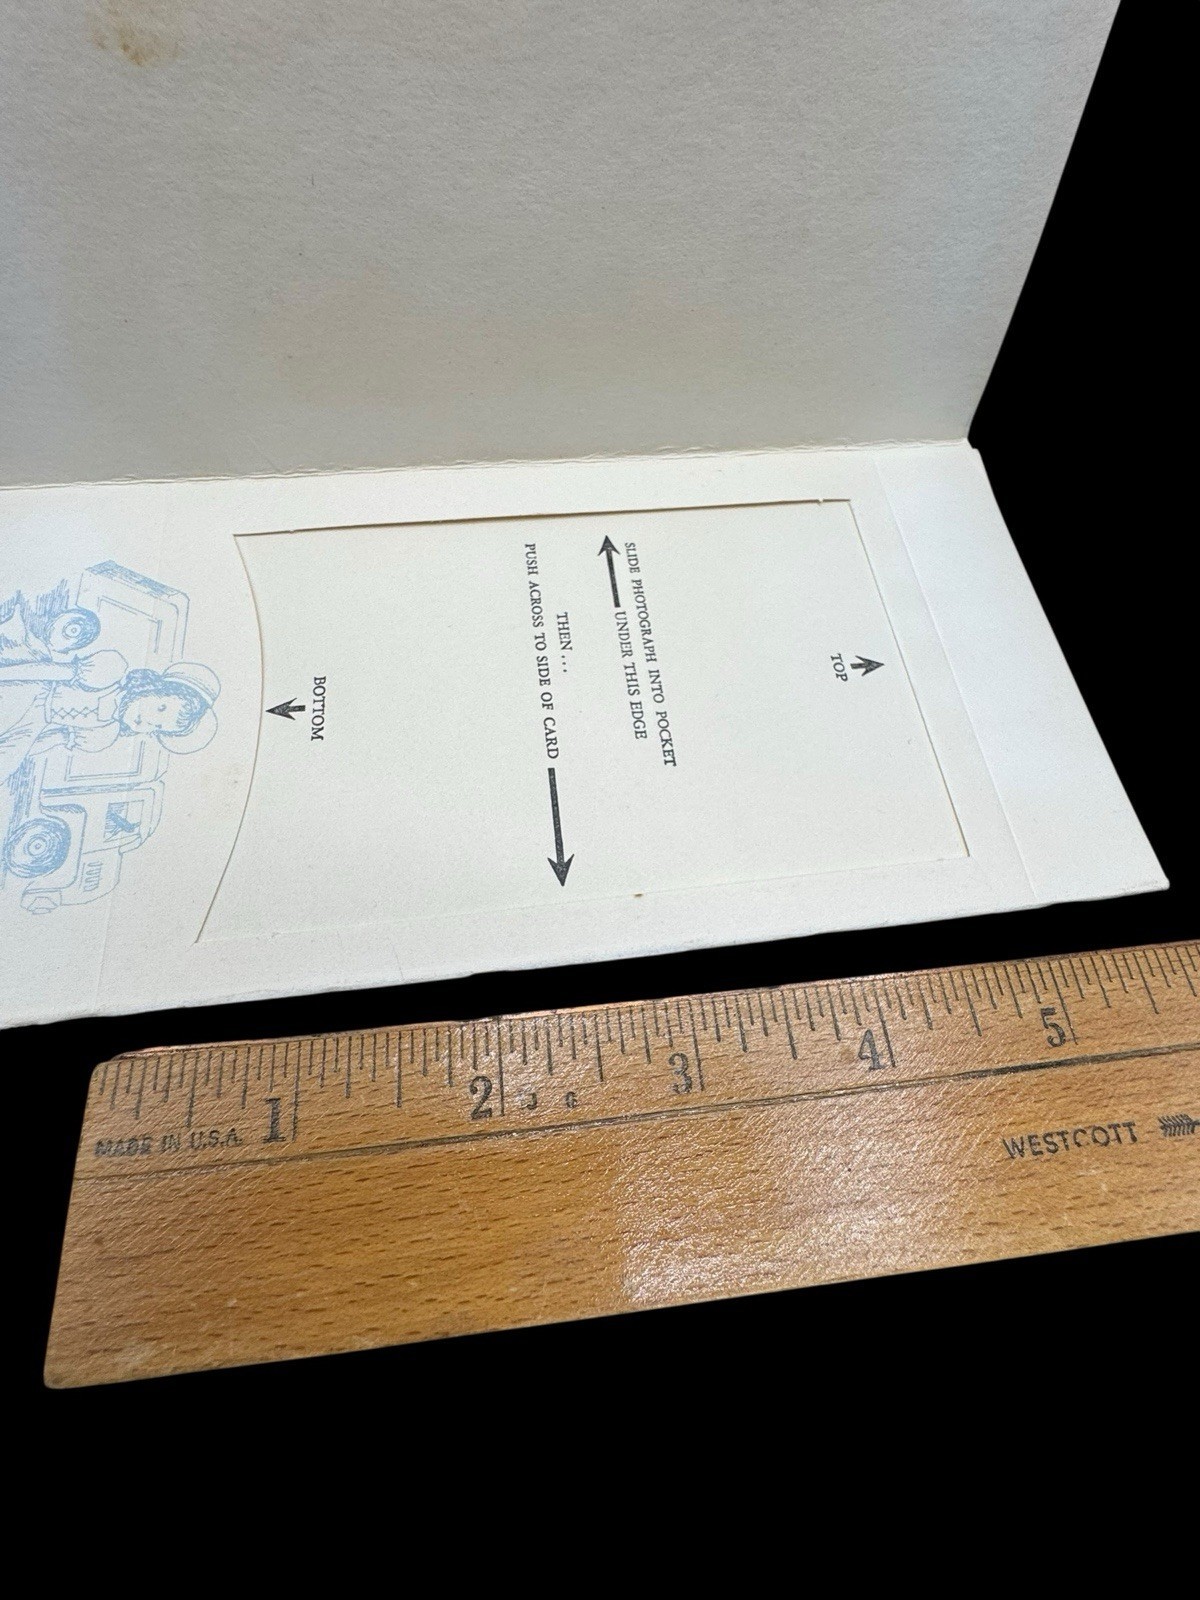 TOP
SLIDE PHOTOGRAPH INTO POCKET
UNDER THIS EDGE
THEN...
PUSH ACROSS TO SIDE OF CARD
BOTTOM
1 2 3 4 5
MADE IN U.S.A.
WESTCOTT